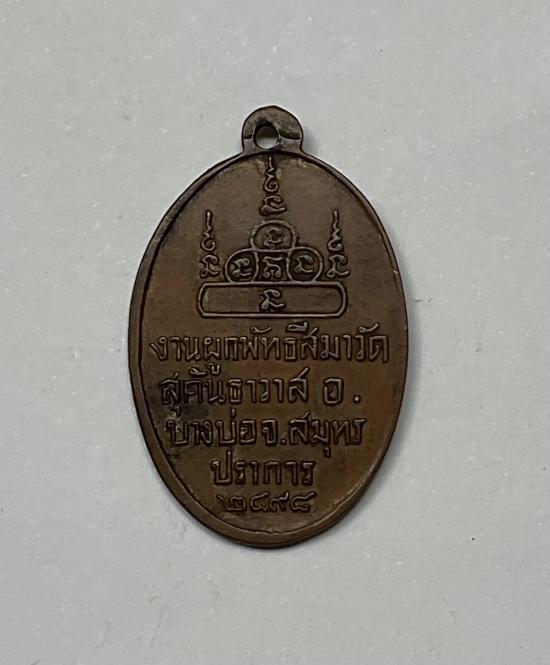 งานผูกพัทธสีมาวัด
สุคันธาวาส อ.
บางบ่อ จ.สมุทร
ปราการ
๒๔๙๘